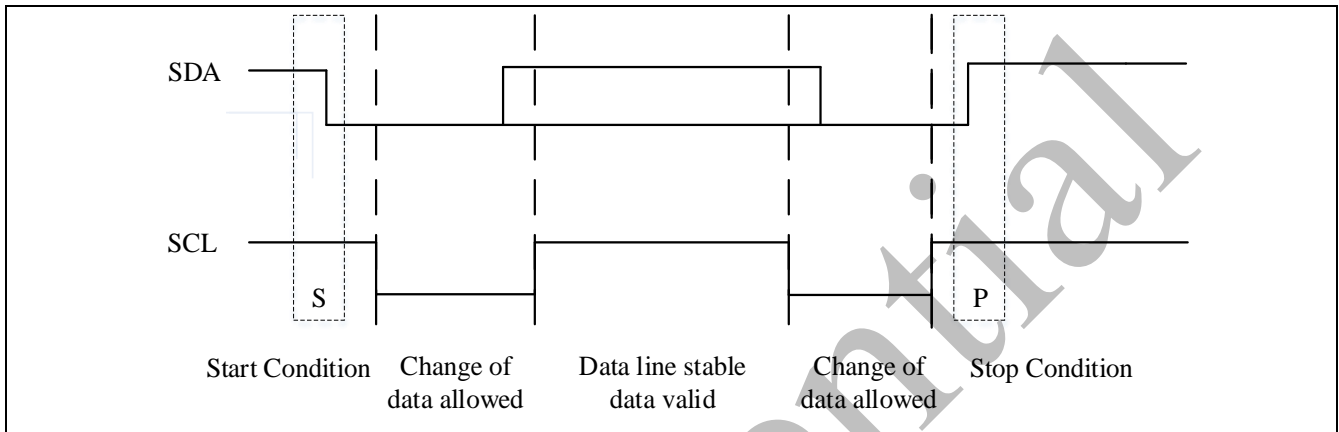 SDA
SCL
S
P
Start Condition
Change of
data allowed
Data line stable
data valid
Change of
data allowed
Stop Condition
ential